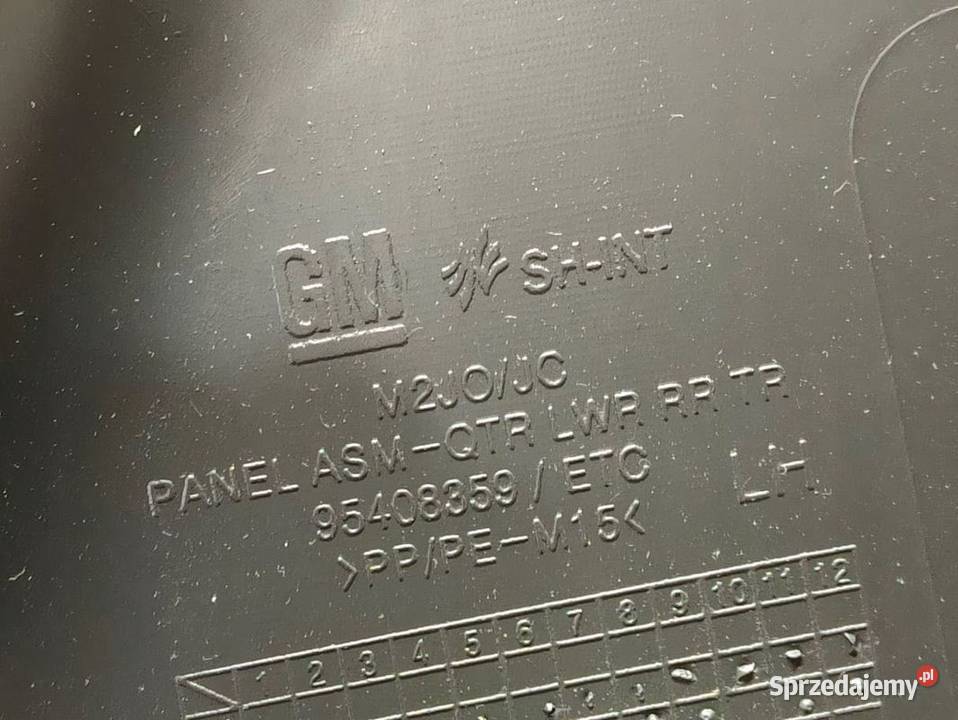 GM SH-INT
M2JO/JC
PANEL ASM-QTR LWR RR TR
95408359 / ETC LH
>PP/PE-M15<
1 2 3 4 5 6 7 8 9 10 11 12
Sprzedajemy.pl